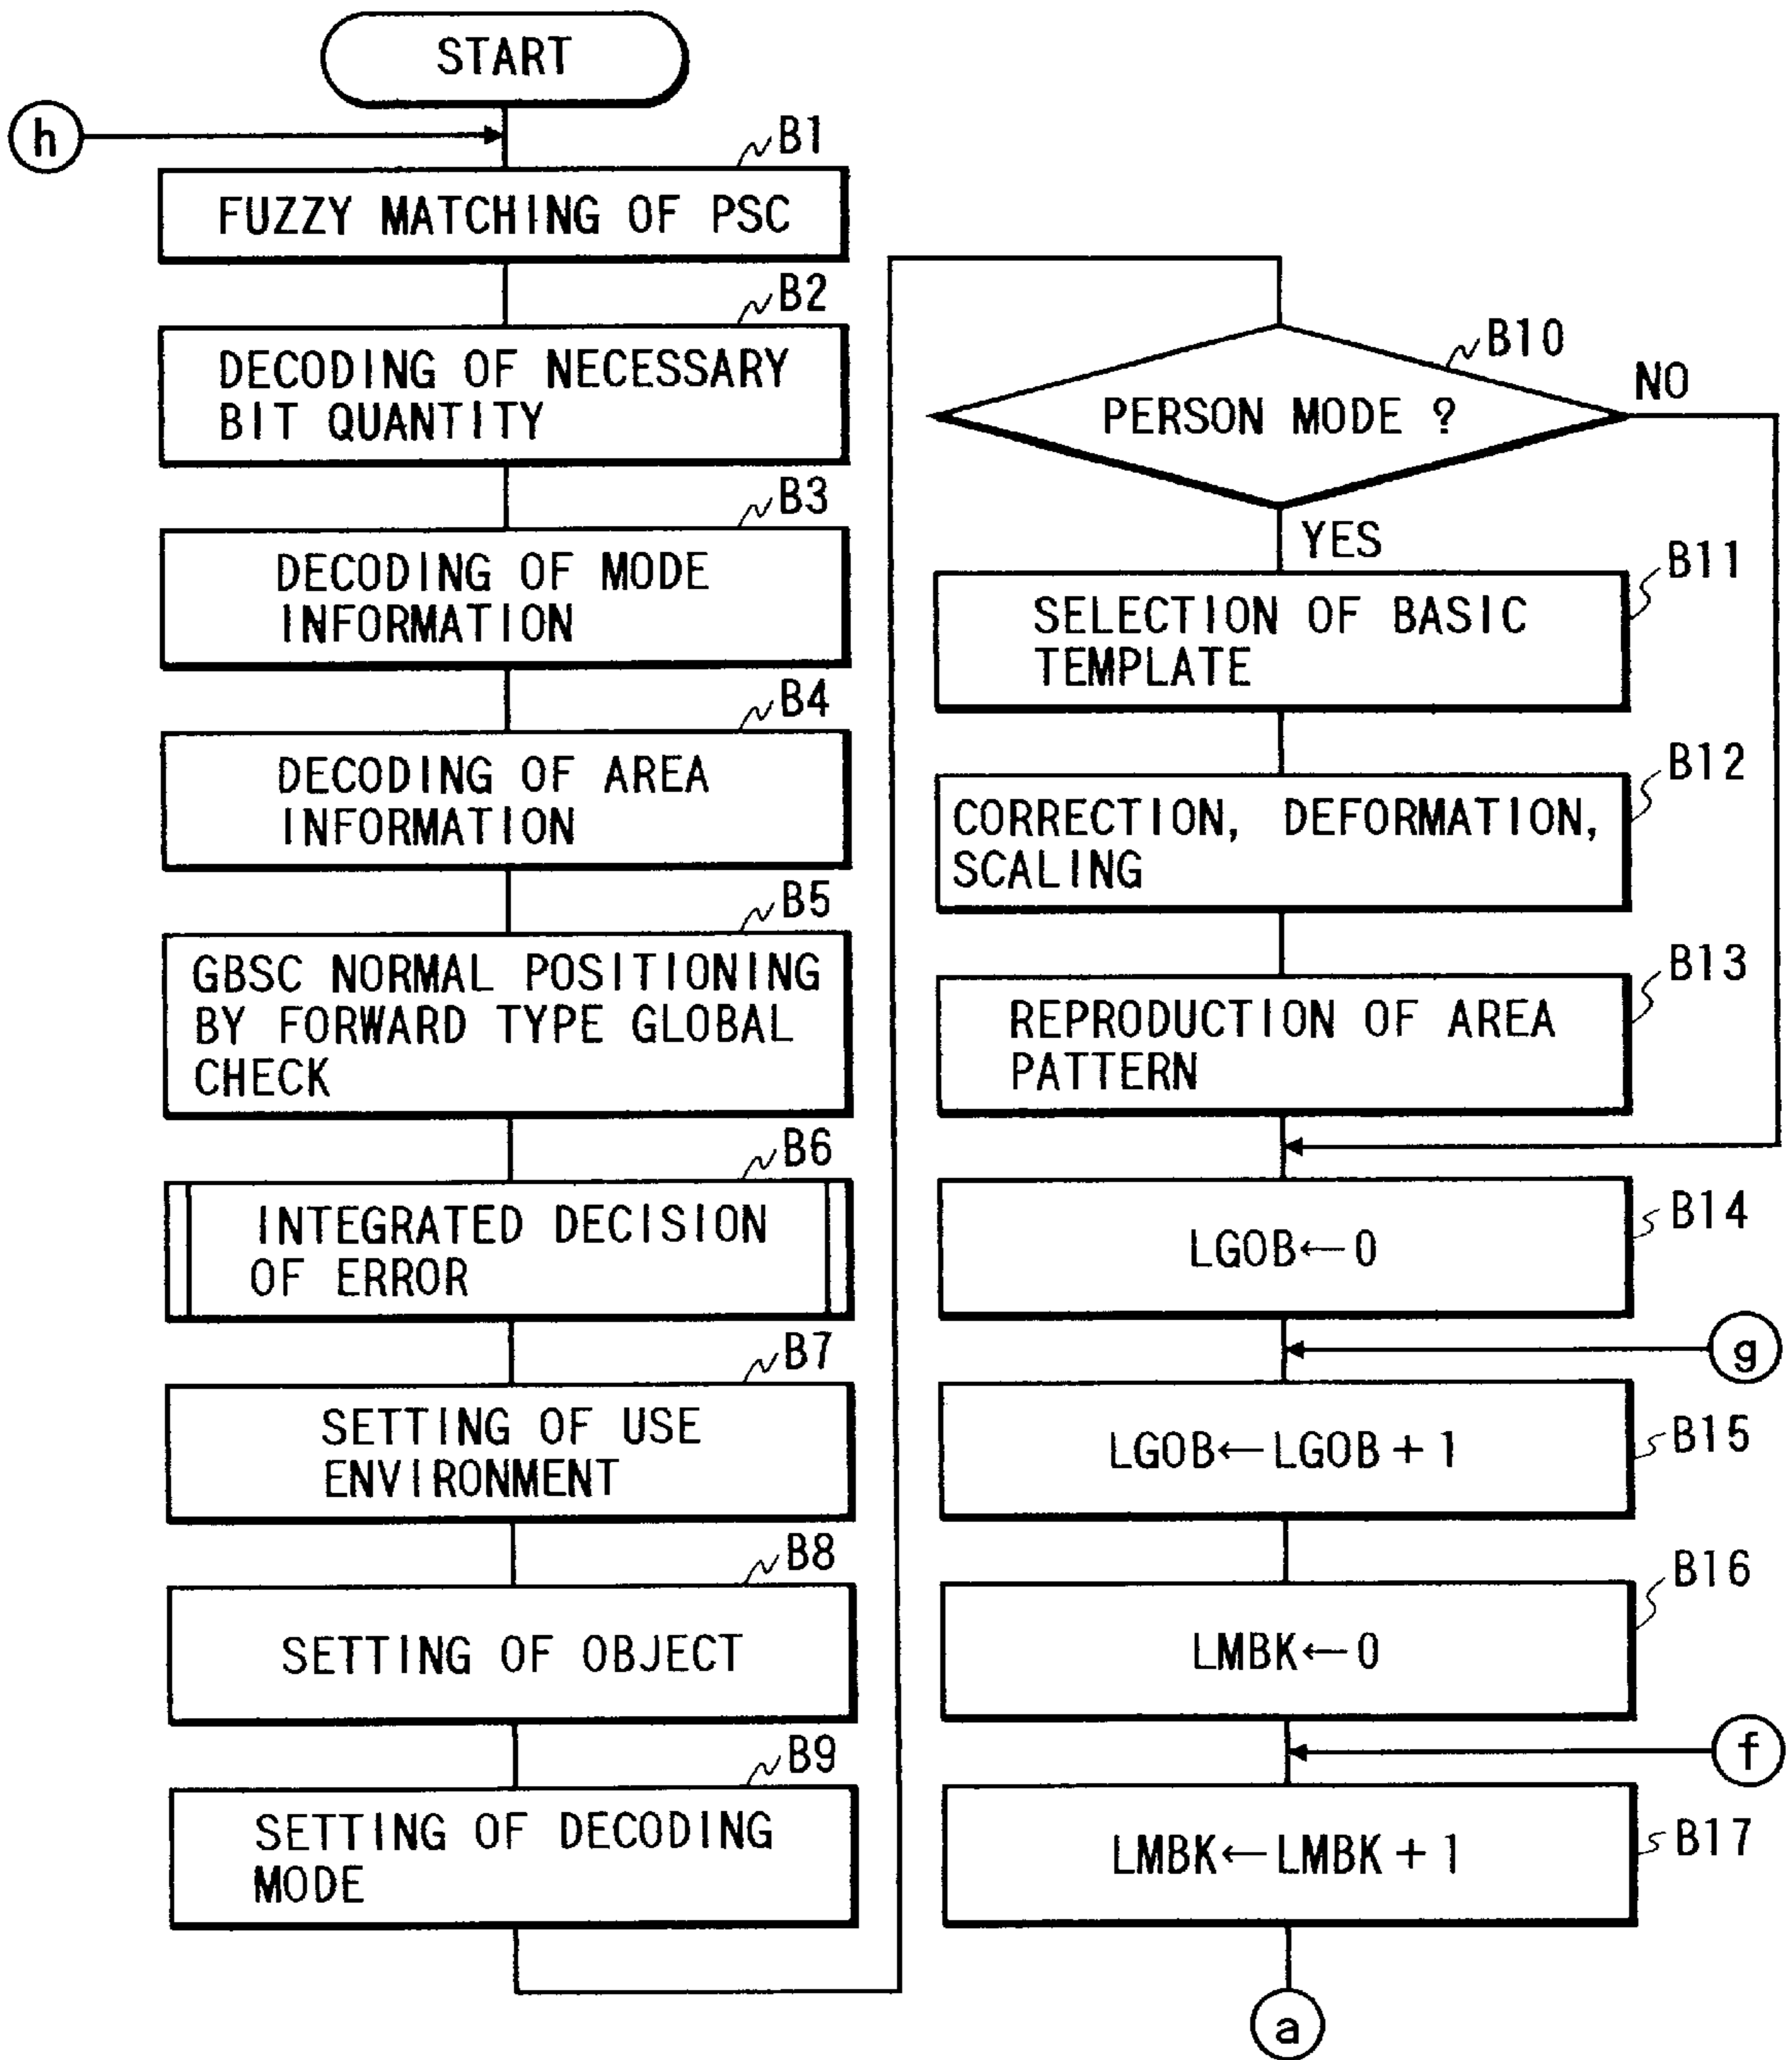 START
h
B1
FUZZY MATCHING OF PSC
B2
DECODING OF NECESSARY
BIT QUANTITY
B3
DECODING OF MODE
INFORMATION
B4
DECODING OF AREA
INFORMATION
B5
GBSC NORMAL POSITIONING
BY FORWARD TYPE GLOBAL
CHECK
B6
INTEGRATED DECISION
OF ERROR
B7
SETTING OF USE
ENVIRONMENT
B8
SETTING OF OBJECT
B9
SETTING OF DECODING
MODE
B10
PERSON MODE ?
NO
YES
B11
SELECTION OF BASIC
TEMPLATE
B12
CORRECTION, DEFORMATION,
SCALING
B13
REPRODUCTION OF AREA
PATTERN
B14
LGOB←0
g
B15
LGOB←LGOB+1
B16
LMBK←0
f
B17
LMBK←LMBK+1
a